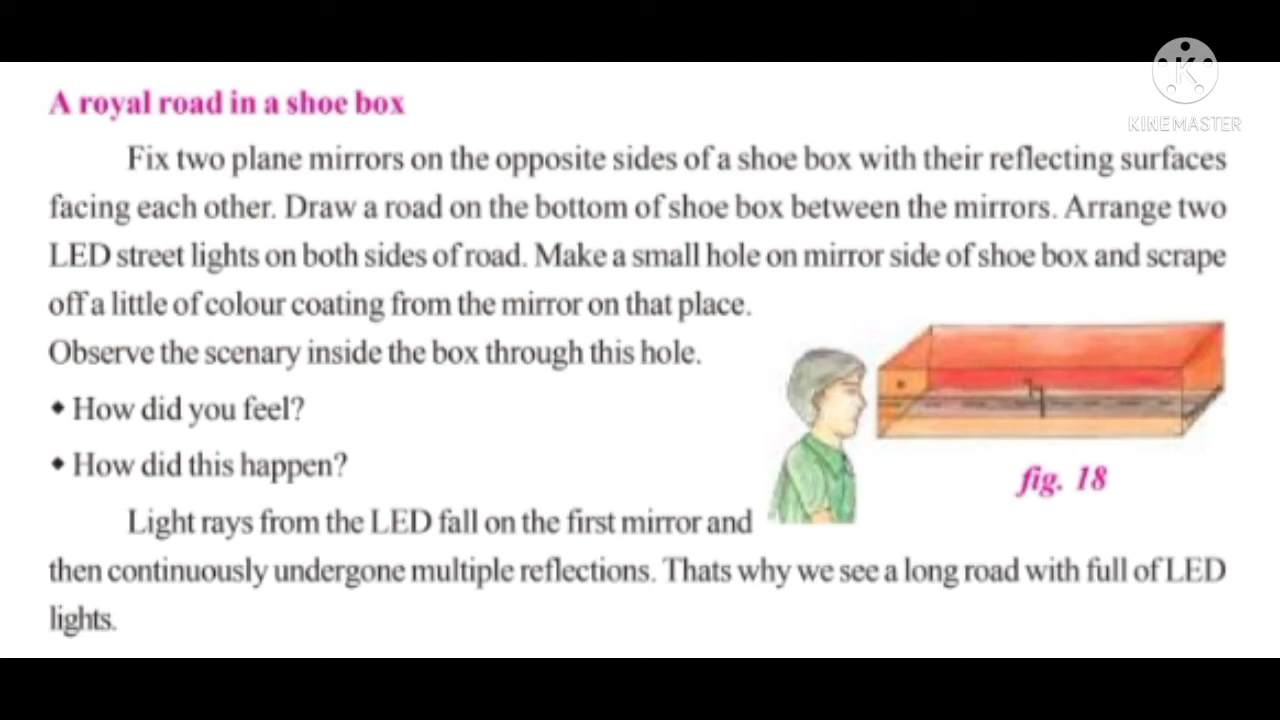 KINEMASTER
A royal road in a shoe box
Fix two plane mirrors on the opposite sides of a shoe box with their reflecting surfaces
facing each other. Draw a road on the bottom of shoe box between the mirrors. Arrange two
LED street lights on both sides of road. Make a small hole on mirror side of shoe box and scrape
off a little of colour coating from the mirror on that place.
Observe the scenary inside the box through this hole.
◆ How did you feel?
◆ How did this happen?
fig. 18
Light rays from the LED fall on the first mirror and
then continuously undergone multiple reflections. Thats why we see a long road with full of LED
lights.